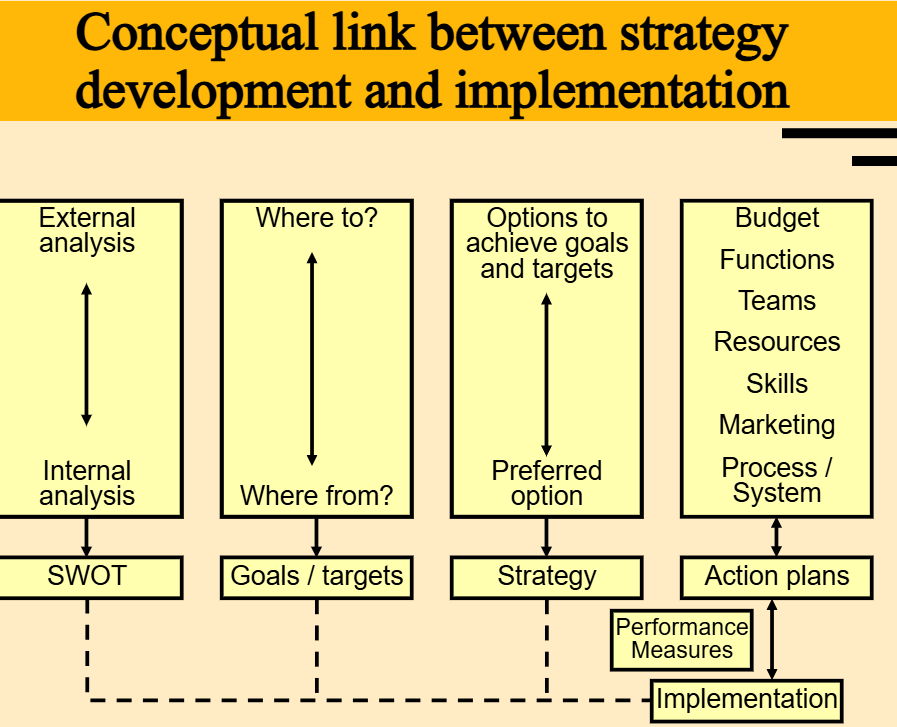 Conceptual link between strategy
development and implementation
External
analysis
Internal
analysis
SWOT
Where to?
Where from?
Goals / targets
Options to
achieve goals
and targets
Preferred
option
Strategy
Budget
Functions
Teams
Resources
Skills
Marketing
Process /
System
Action plans
Performance
Measures
Implementation